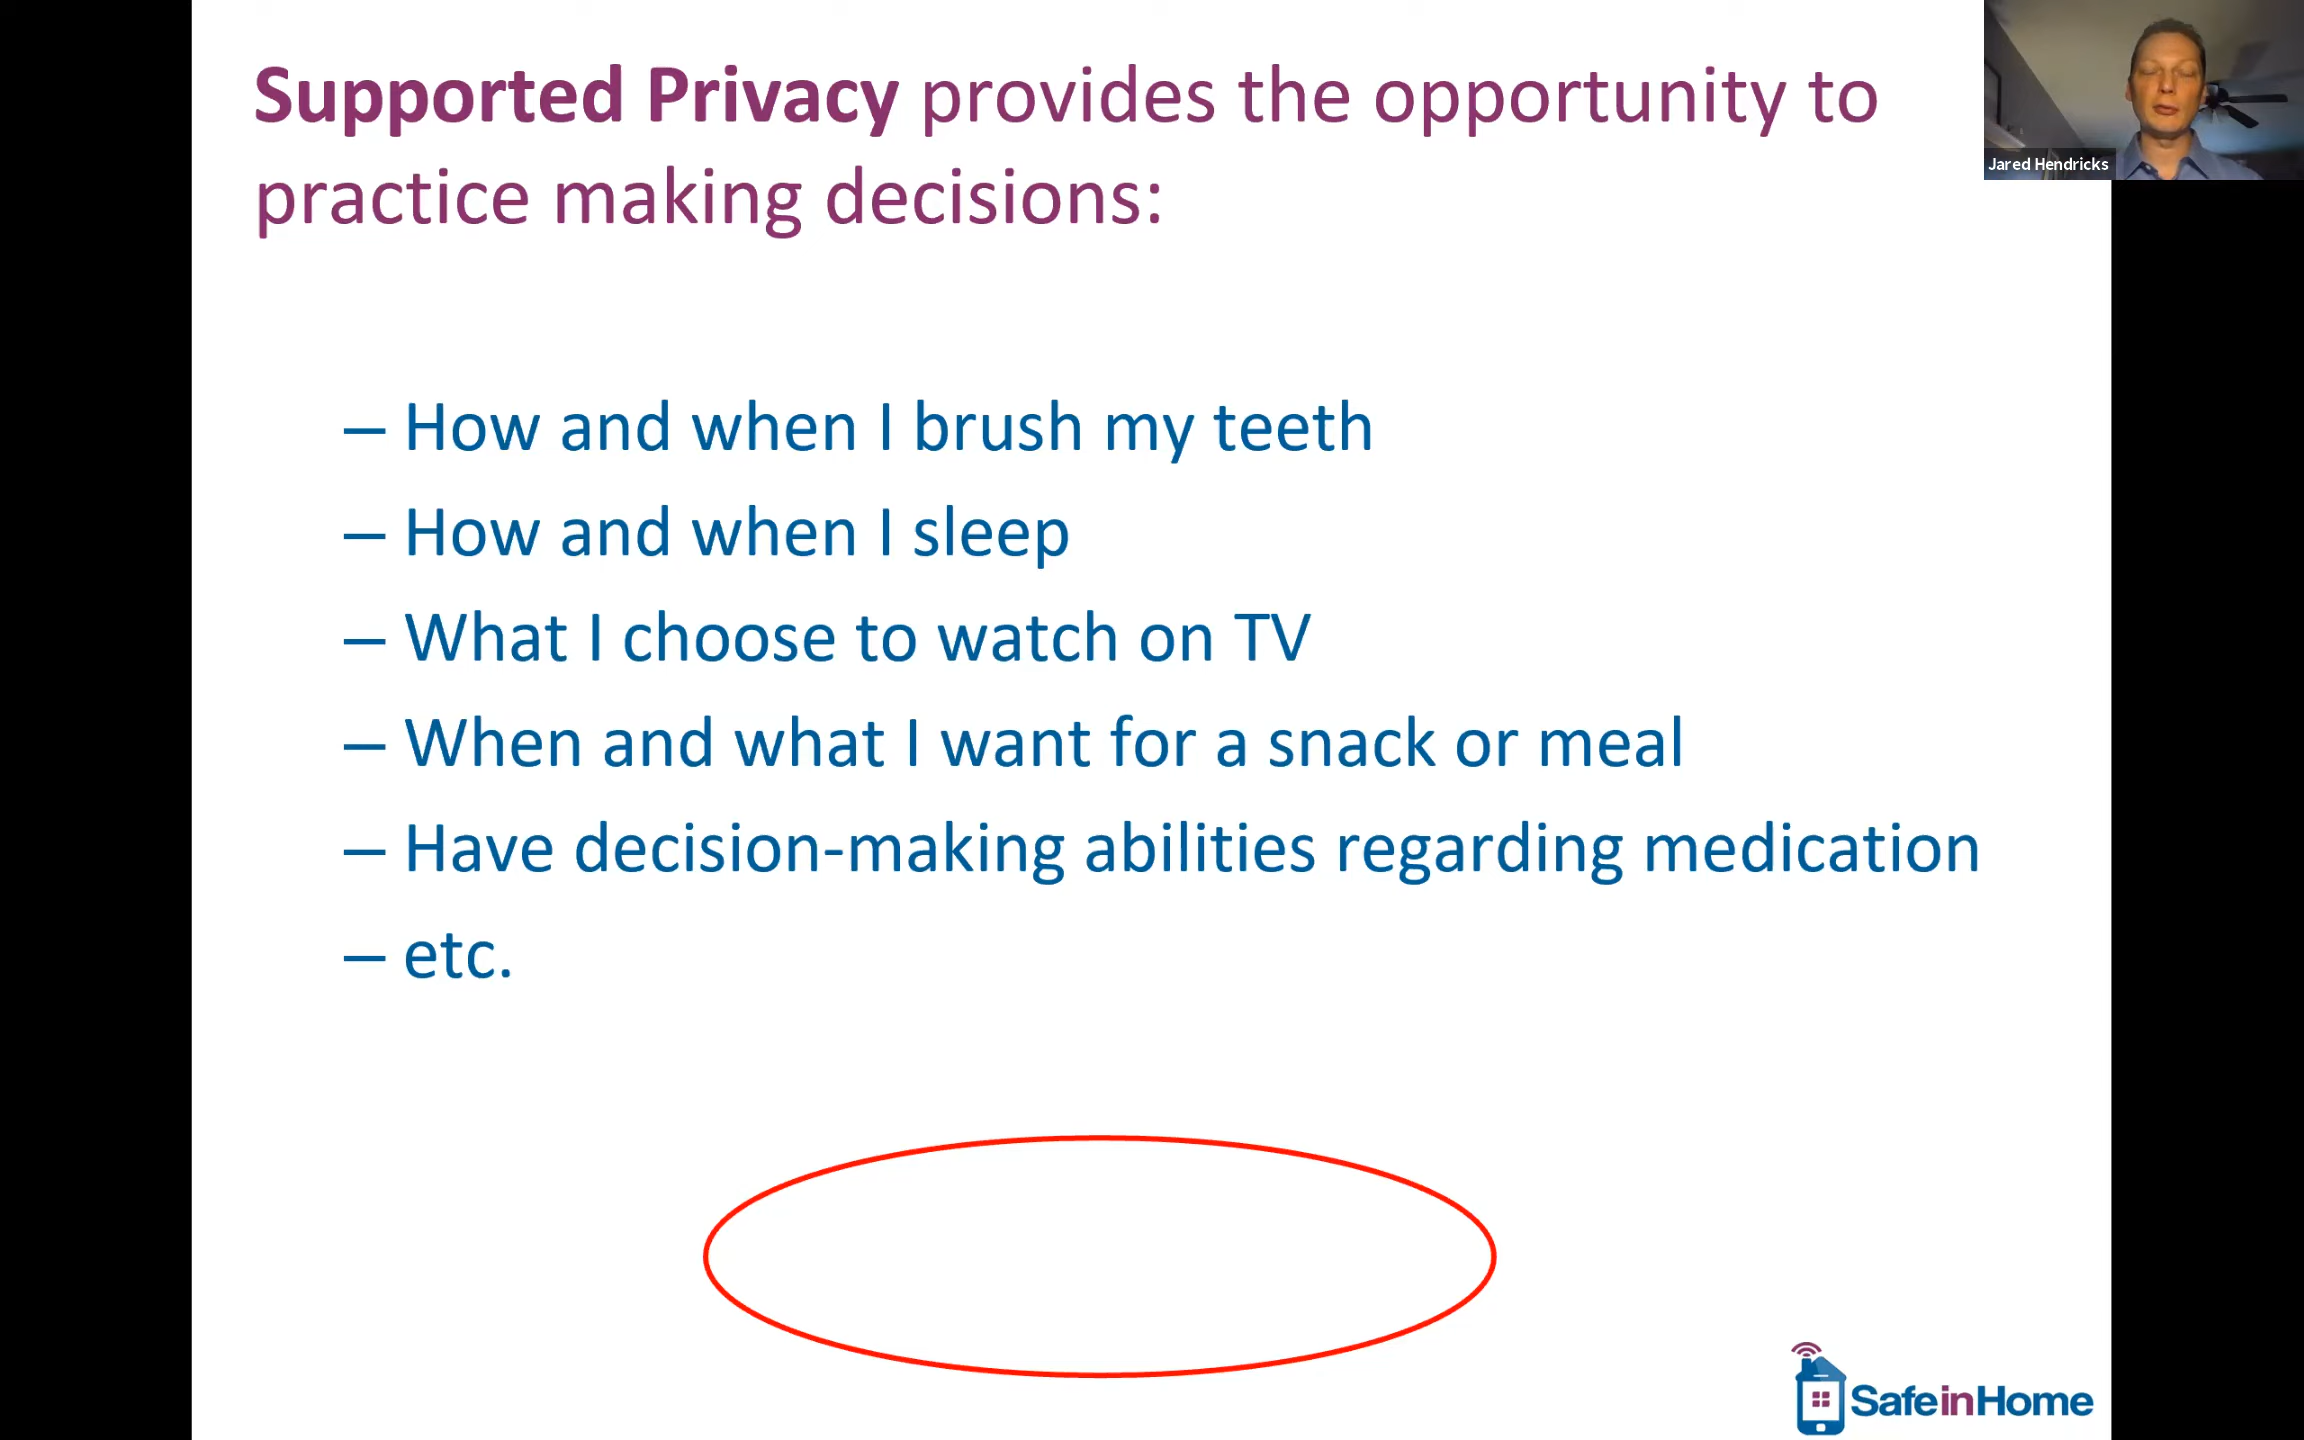 Supported Privacy provides the opportunity to
practice making decisions:
Jared Hendricks
– How and when I brush my teeth
– How and when I sleep
– What I choose to watch on TV
– When and what I want for a snack or meal
– Have decision-making abilities regarding medication
– etc.
SafeinHome